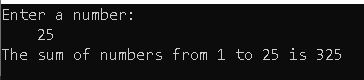 Enter a number:
    25
The sum of numbers from 1 to 25 is 325